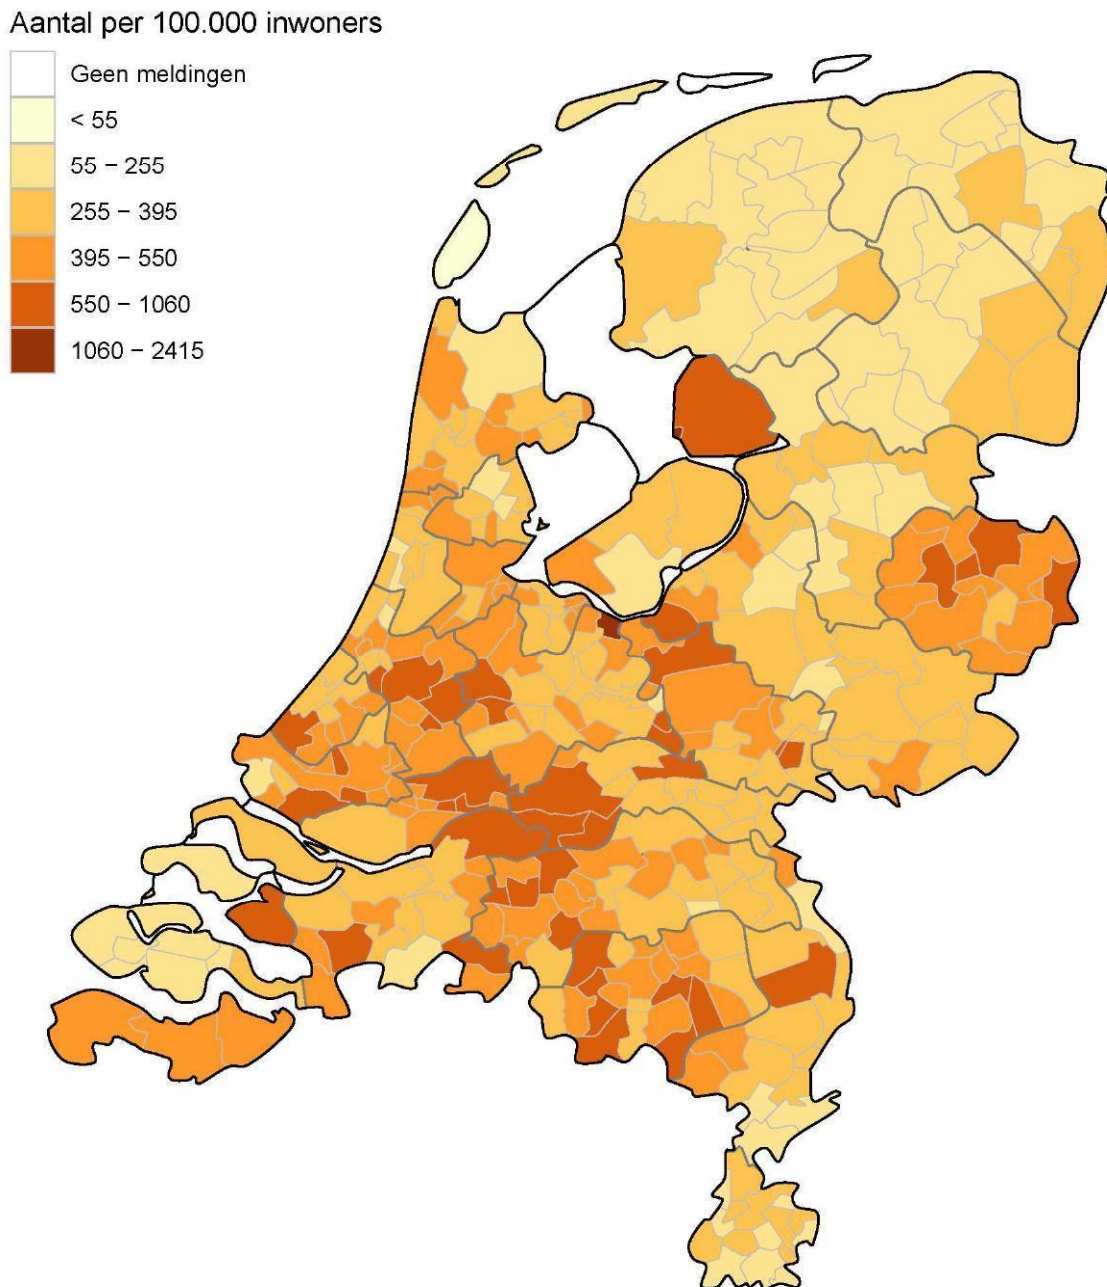 Aantal per 100.000 inwoners
Geen meldingen
< 55
55 − 255
255 − 395
395 − 550
550 − 1060
1060 − 2415